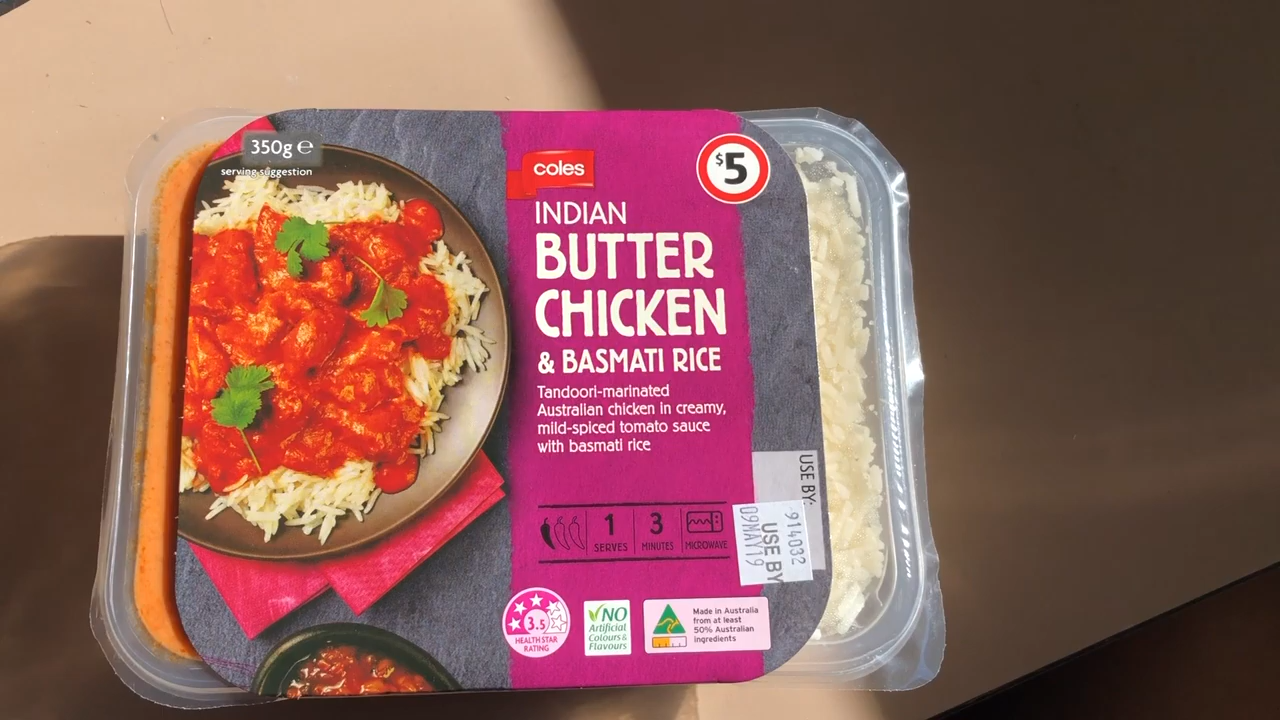 350g e
serving suggestion
coles
$5
INDIAN
BUTTER
CHICKEN
& BASMATI RICE
Tandoori-marinated
Australian chicken in creamy,
mild-spiced tomato sauce
with basmati rice
1
SERVES
3
MINUTES
MICROWAVE
USE BY:
914032
USE BY
09MAY19
3.5
HEALTH STAR
RATING
NO
Artificial
Colours &
Flavours
Made in Australia
from at least
50% Australian
ingredients